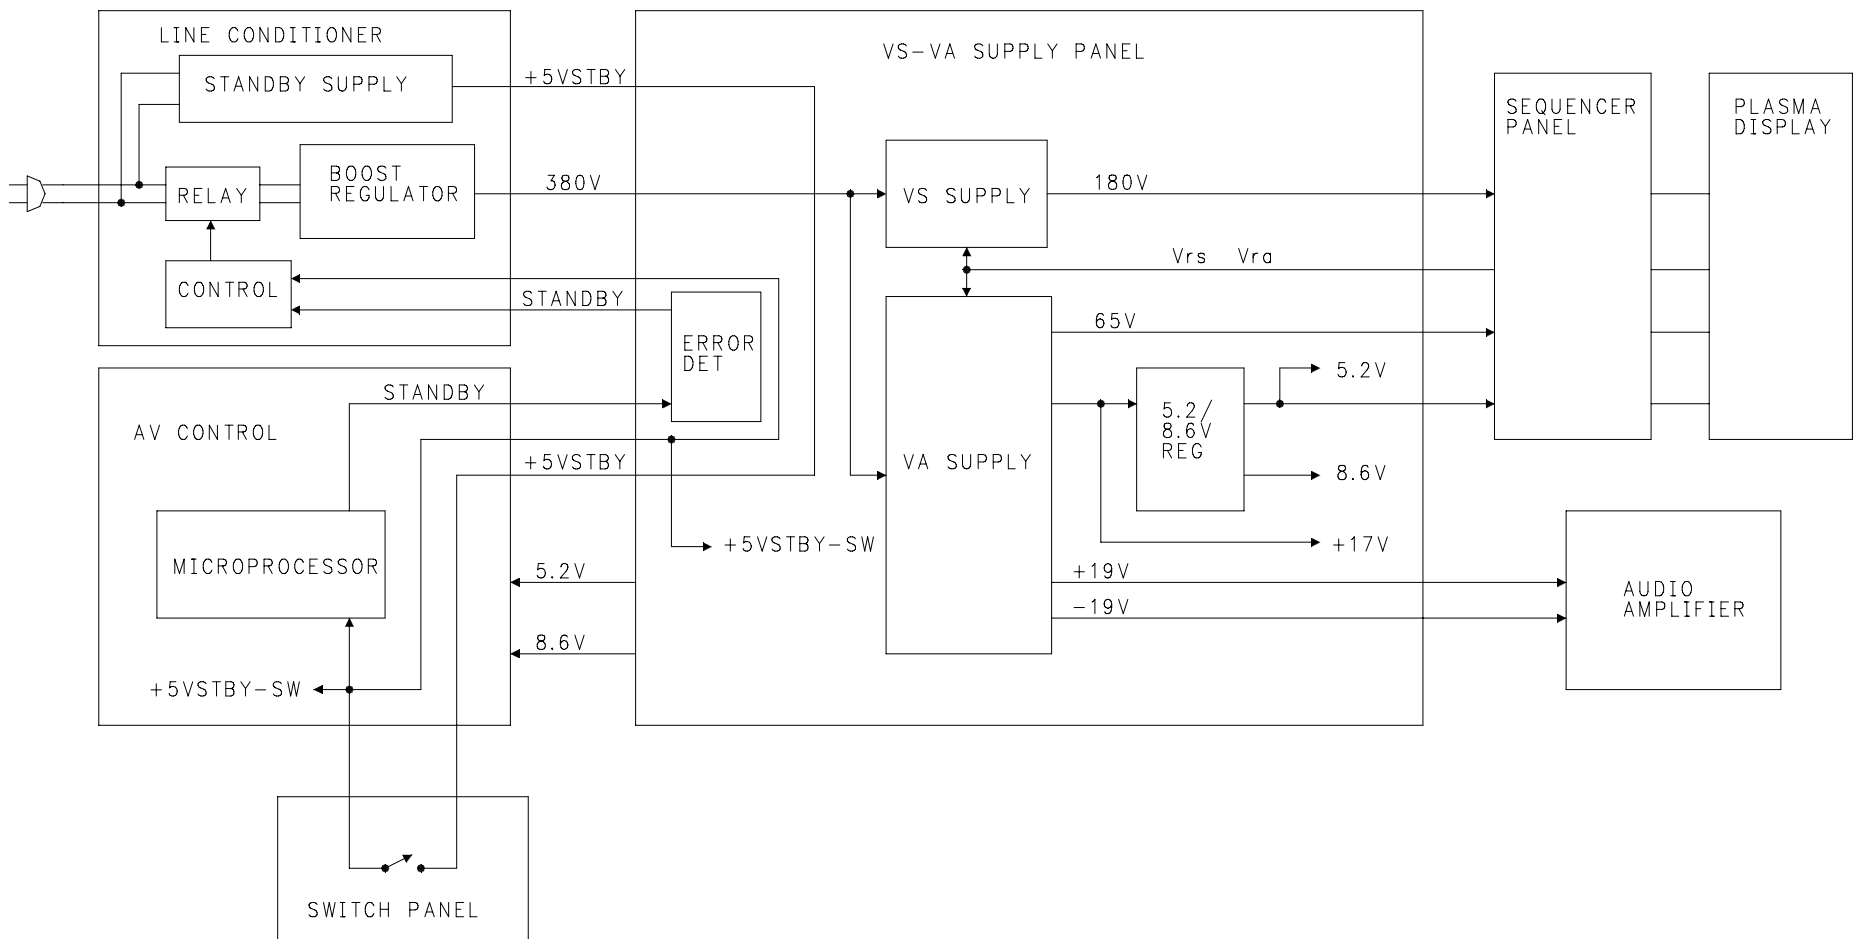 LINE CONDITIONER
STANDBY SUPPLY
+5VSTBY
VS-VA SUPPLY PANEL
SEQUENCER
PANEL
PLASMA
DISPLAY
RELAY
BOOST
REGULATOR
380V
VS SUPPLY
180V
Vrs Vra
CONTROL
STANDBY
ERROR
DET
65V
5.2V
STANDBY
AV CONTROL
+5VSTBY
VA SUPPLY
5.2/
8.6V
REG
8.6V
+5VSTBY-SW
+17V
MICROPROCESSOR
5.2V
+19V
-19V
AUDIO
AMPLIFIER
8.6V
+5VSTBY-SW
SWITCH PANEL